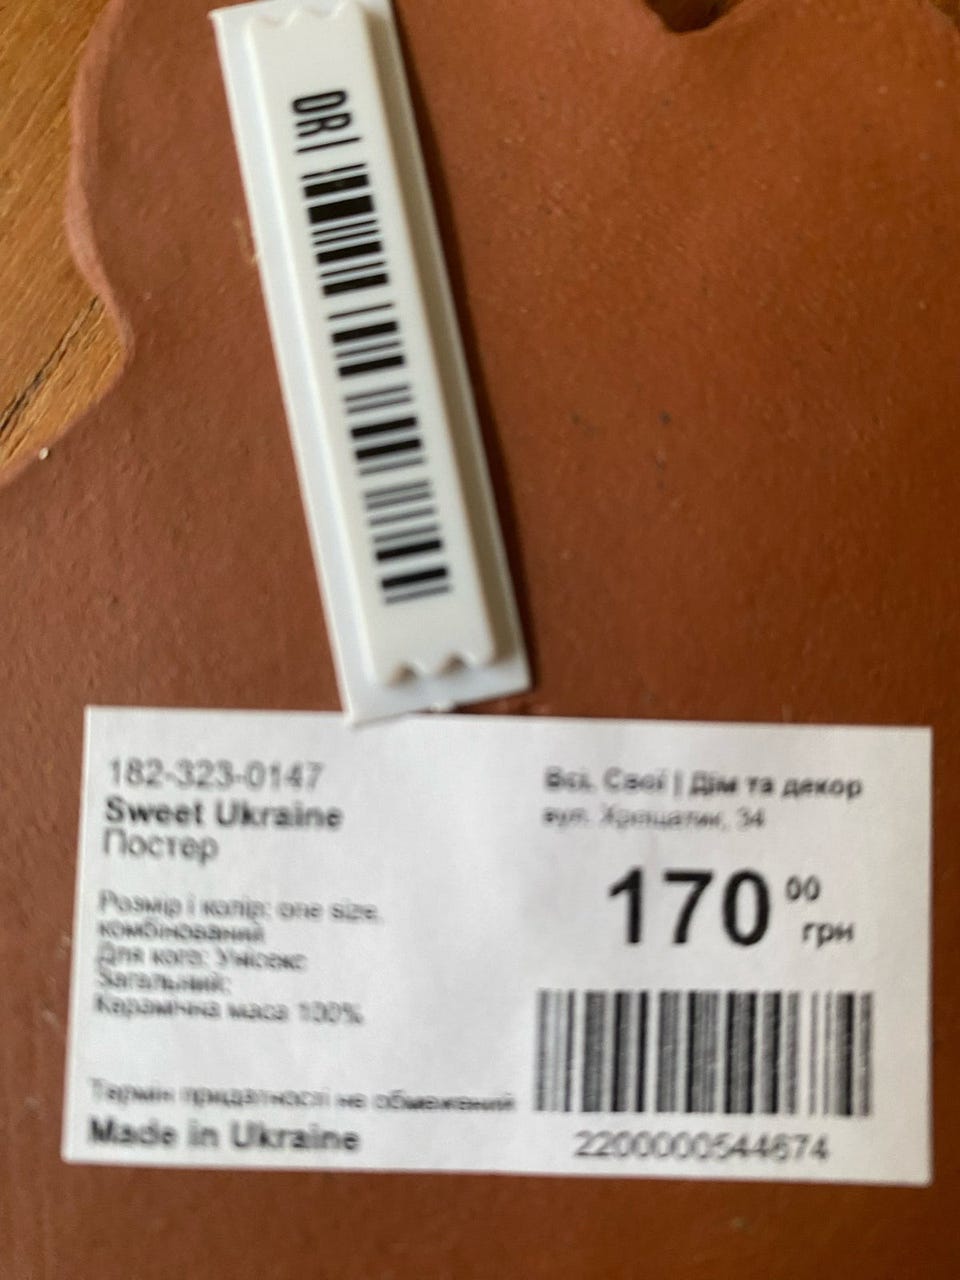 DRI
182-323-0147
Sweet Ukraine
Постер
Розмір і колір: one size,
комбінований
Для кого: Унісекс
Загальний:
Керамічна маса 100%
Термін придатності не обмежений
Made in Ukraine
Всі. Свої | Дім та декор
вул. Хрещатик, 34
170 00
грн
2200000544674